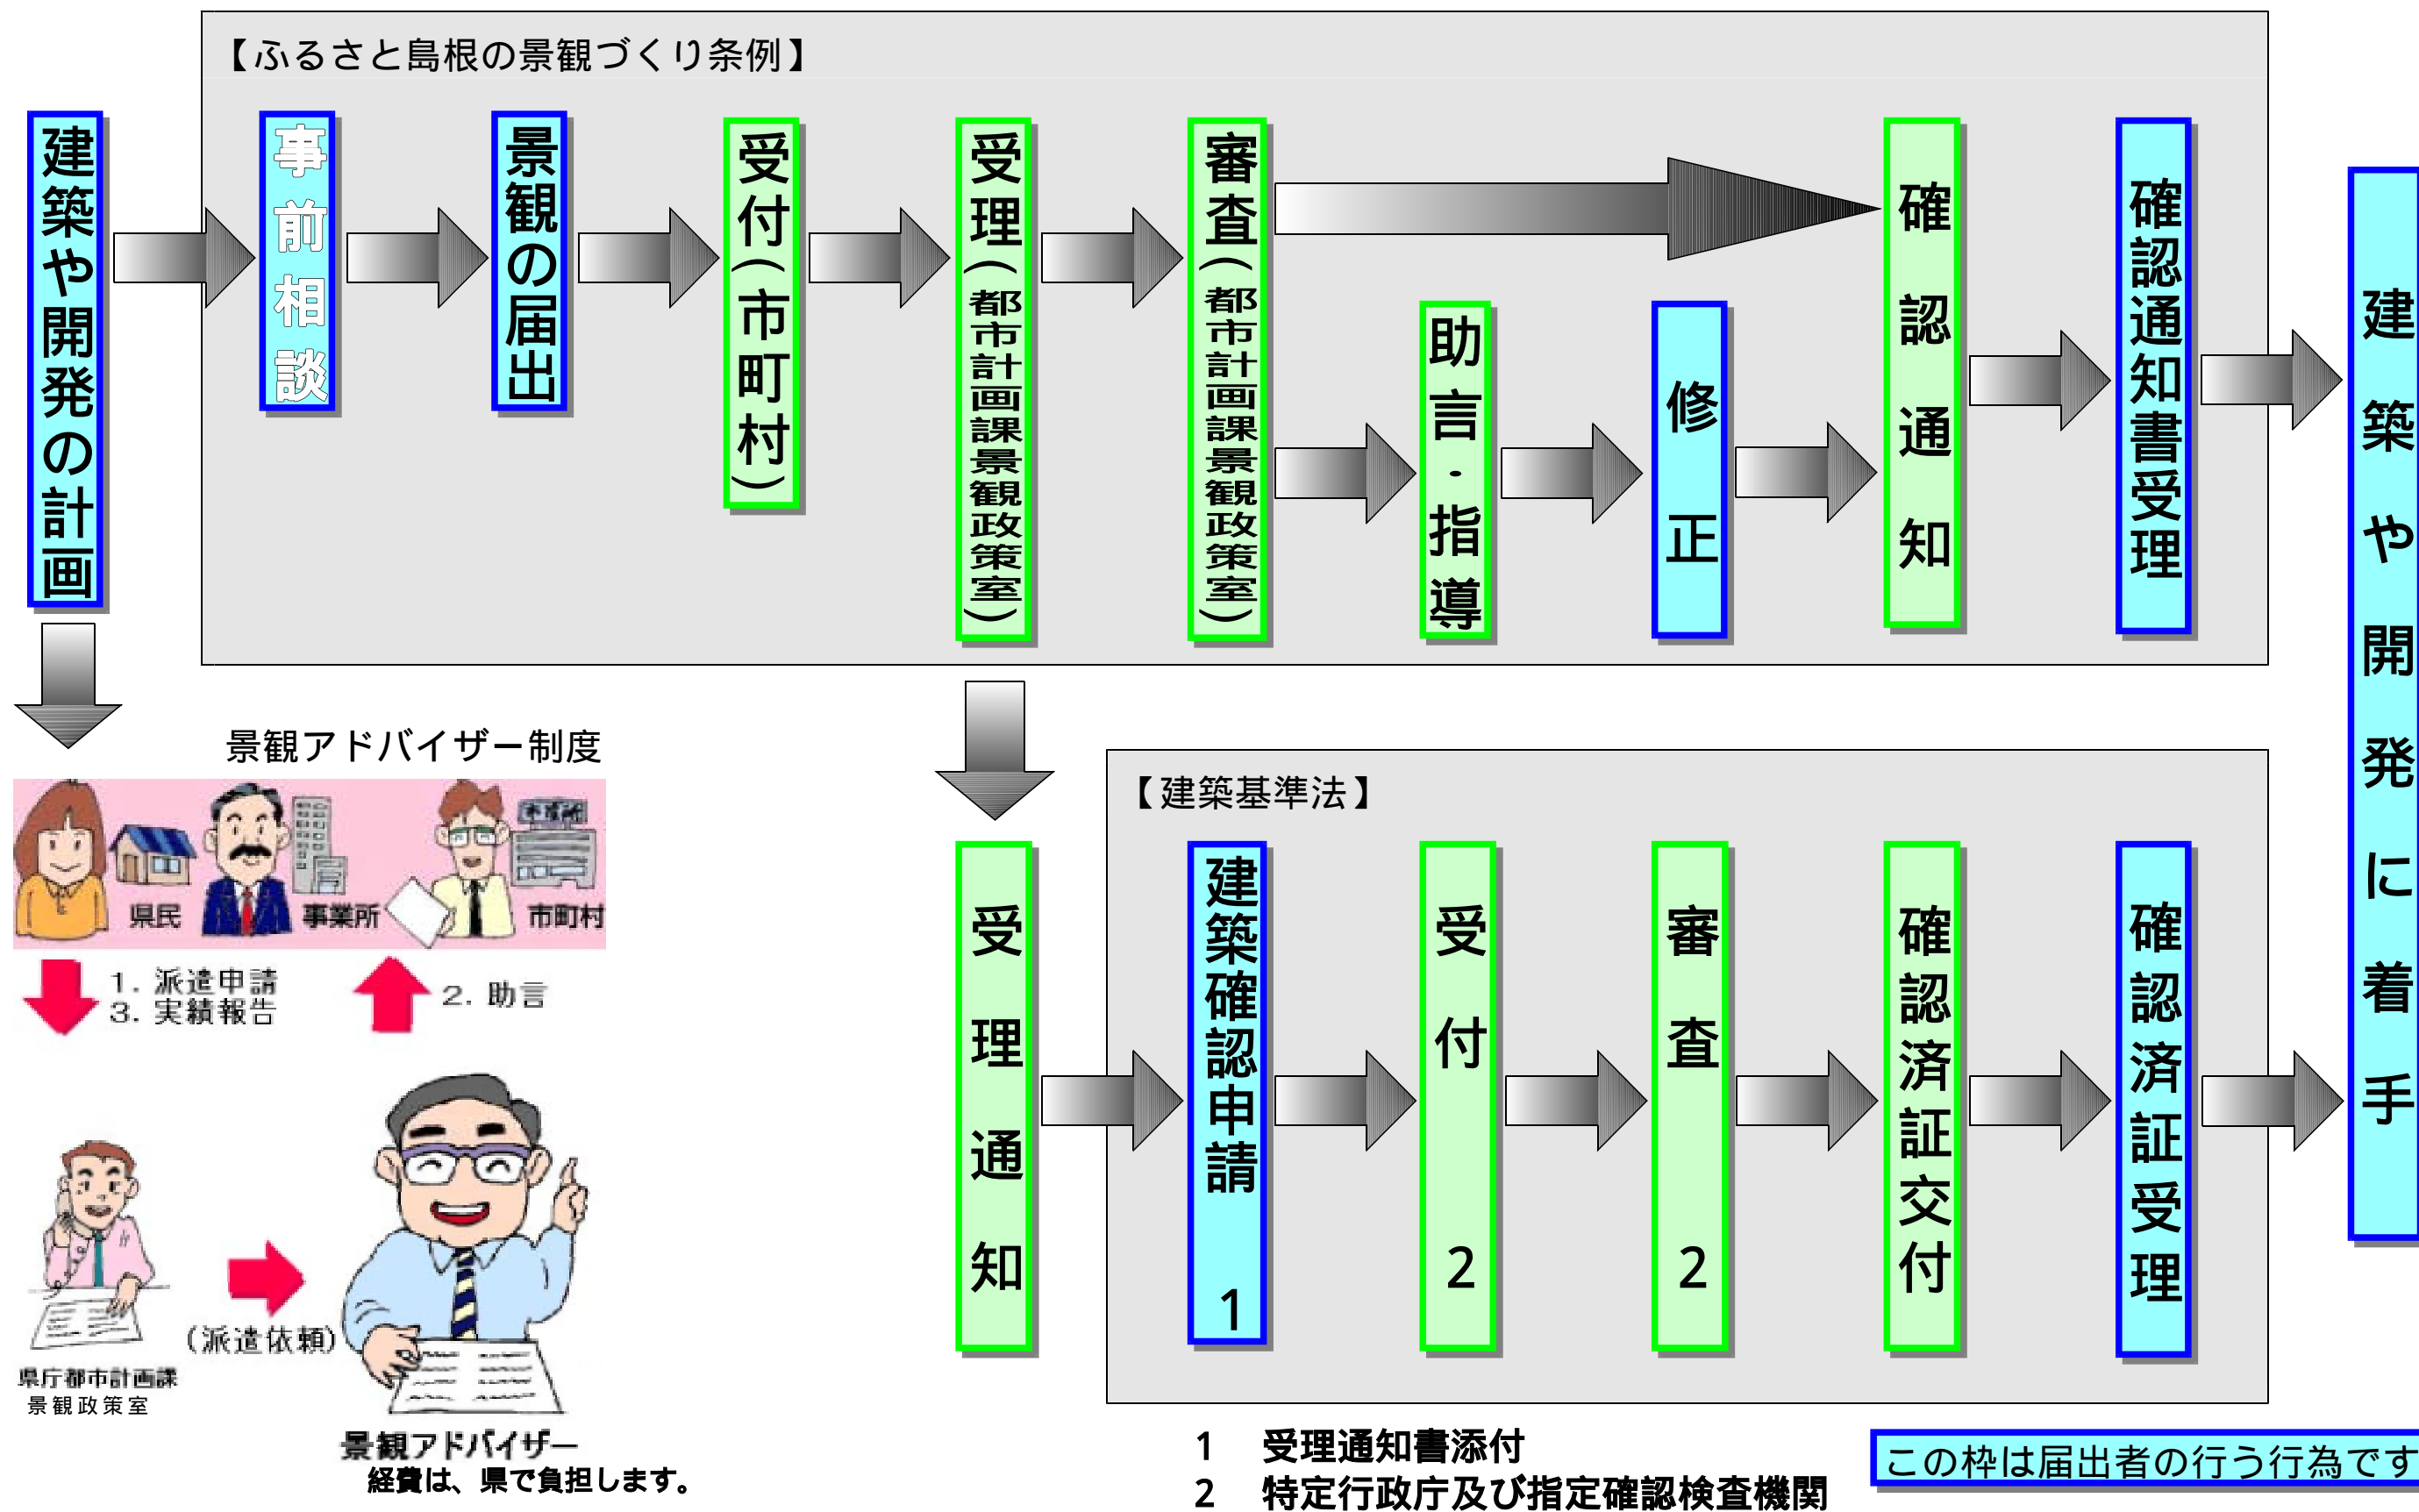 【ふるさと島根の景観づくり条例】
建築や開発の計画
事前相談
景観の届出
受付(市町村)
受理(都市計画課景観政策室)
審査(都市計画課景観政策室)
助言・指導
修正
確認通知
確認通知書受理
建築や開発に着手
景観アドバイザー制度
市役所
県民
事業所
市町村
1. 派遣申請
3. 実績報告
2. 助言
(派遣依頼)
県庁都市計画課
景観政策室
景観アドバイザー
経費は、県で負担します。
【建築基準法】
受理通知
建築確認申請 1
受付 2
審査 2
確認済証交付
確認済証受理
1 受理通知書添付
2 特定行政庁及び指定確認検査機関
この枠は届出者の行う行為です